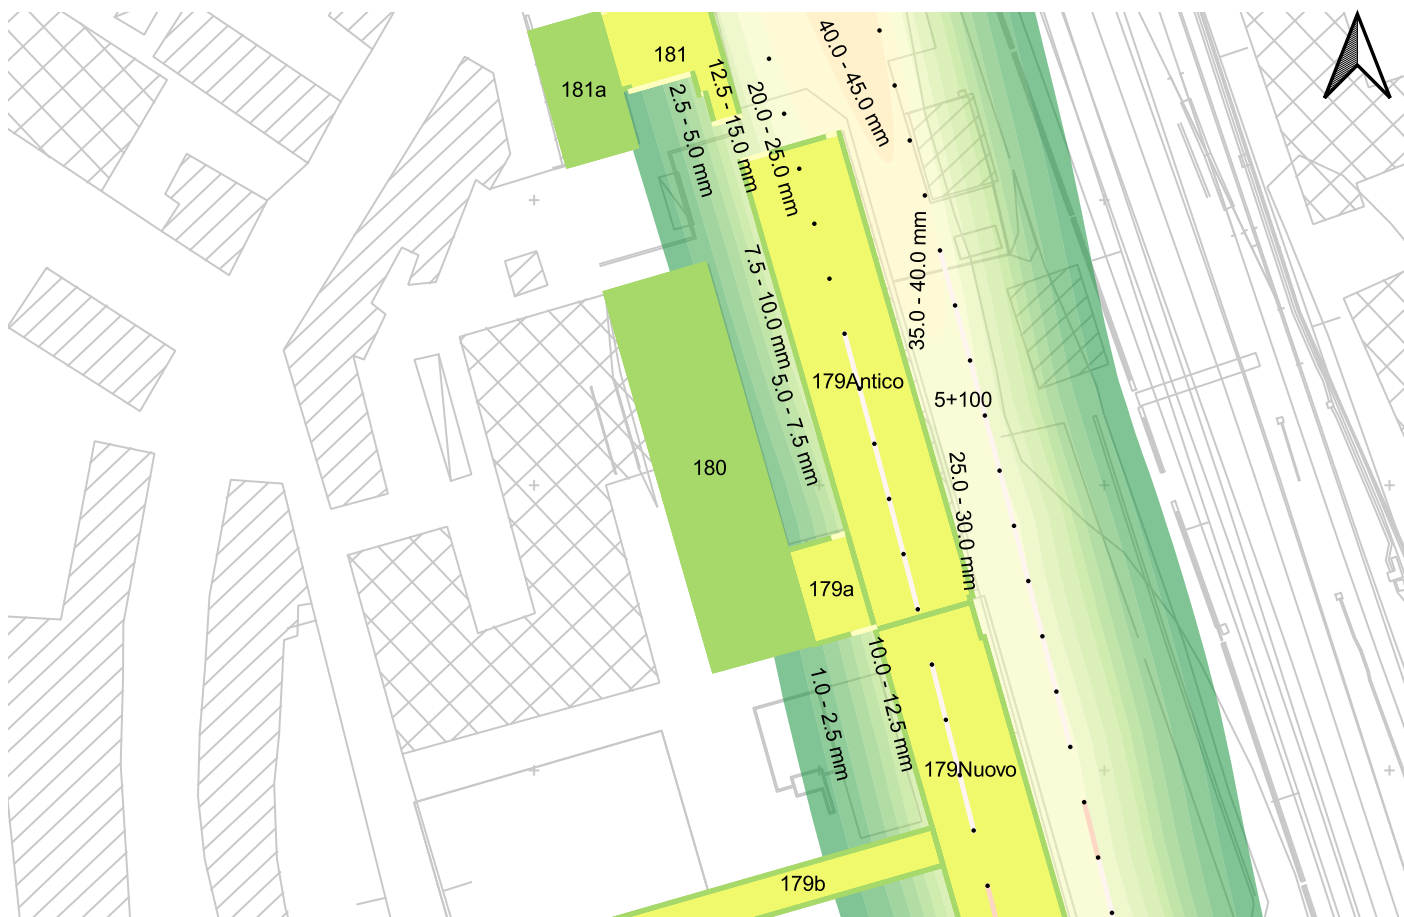 40.0 - 45.0 mm
181
181a
12.5 - 15.0 mm
2.5 - 5.0 mm
20.0 - 25.0 mm
35.0 - 40.0 mm
7.5 - 10.0 mm
179Antico
5.0 - 7.5 mm
5+100
180
25.0 - 30.0 mm
179a
10.0 - 12.5 mm
1.0 - 2.5 mm
179Nuovo
179b